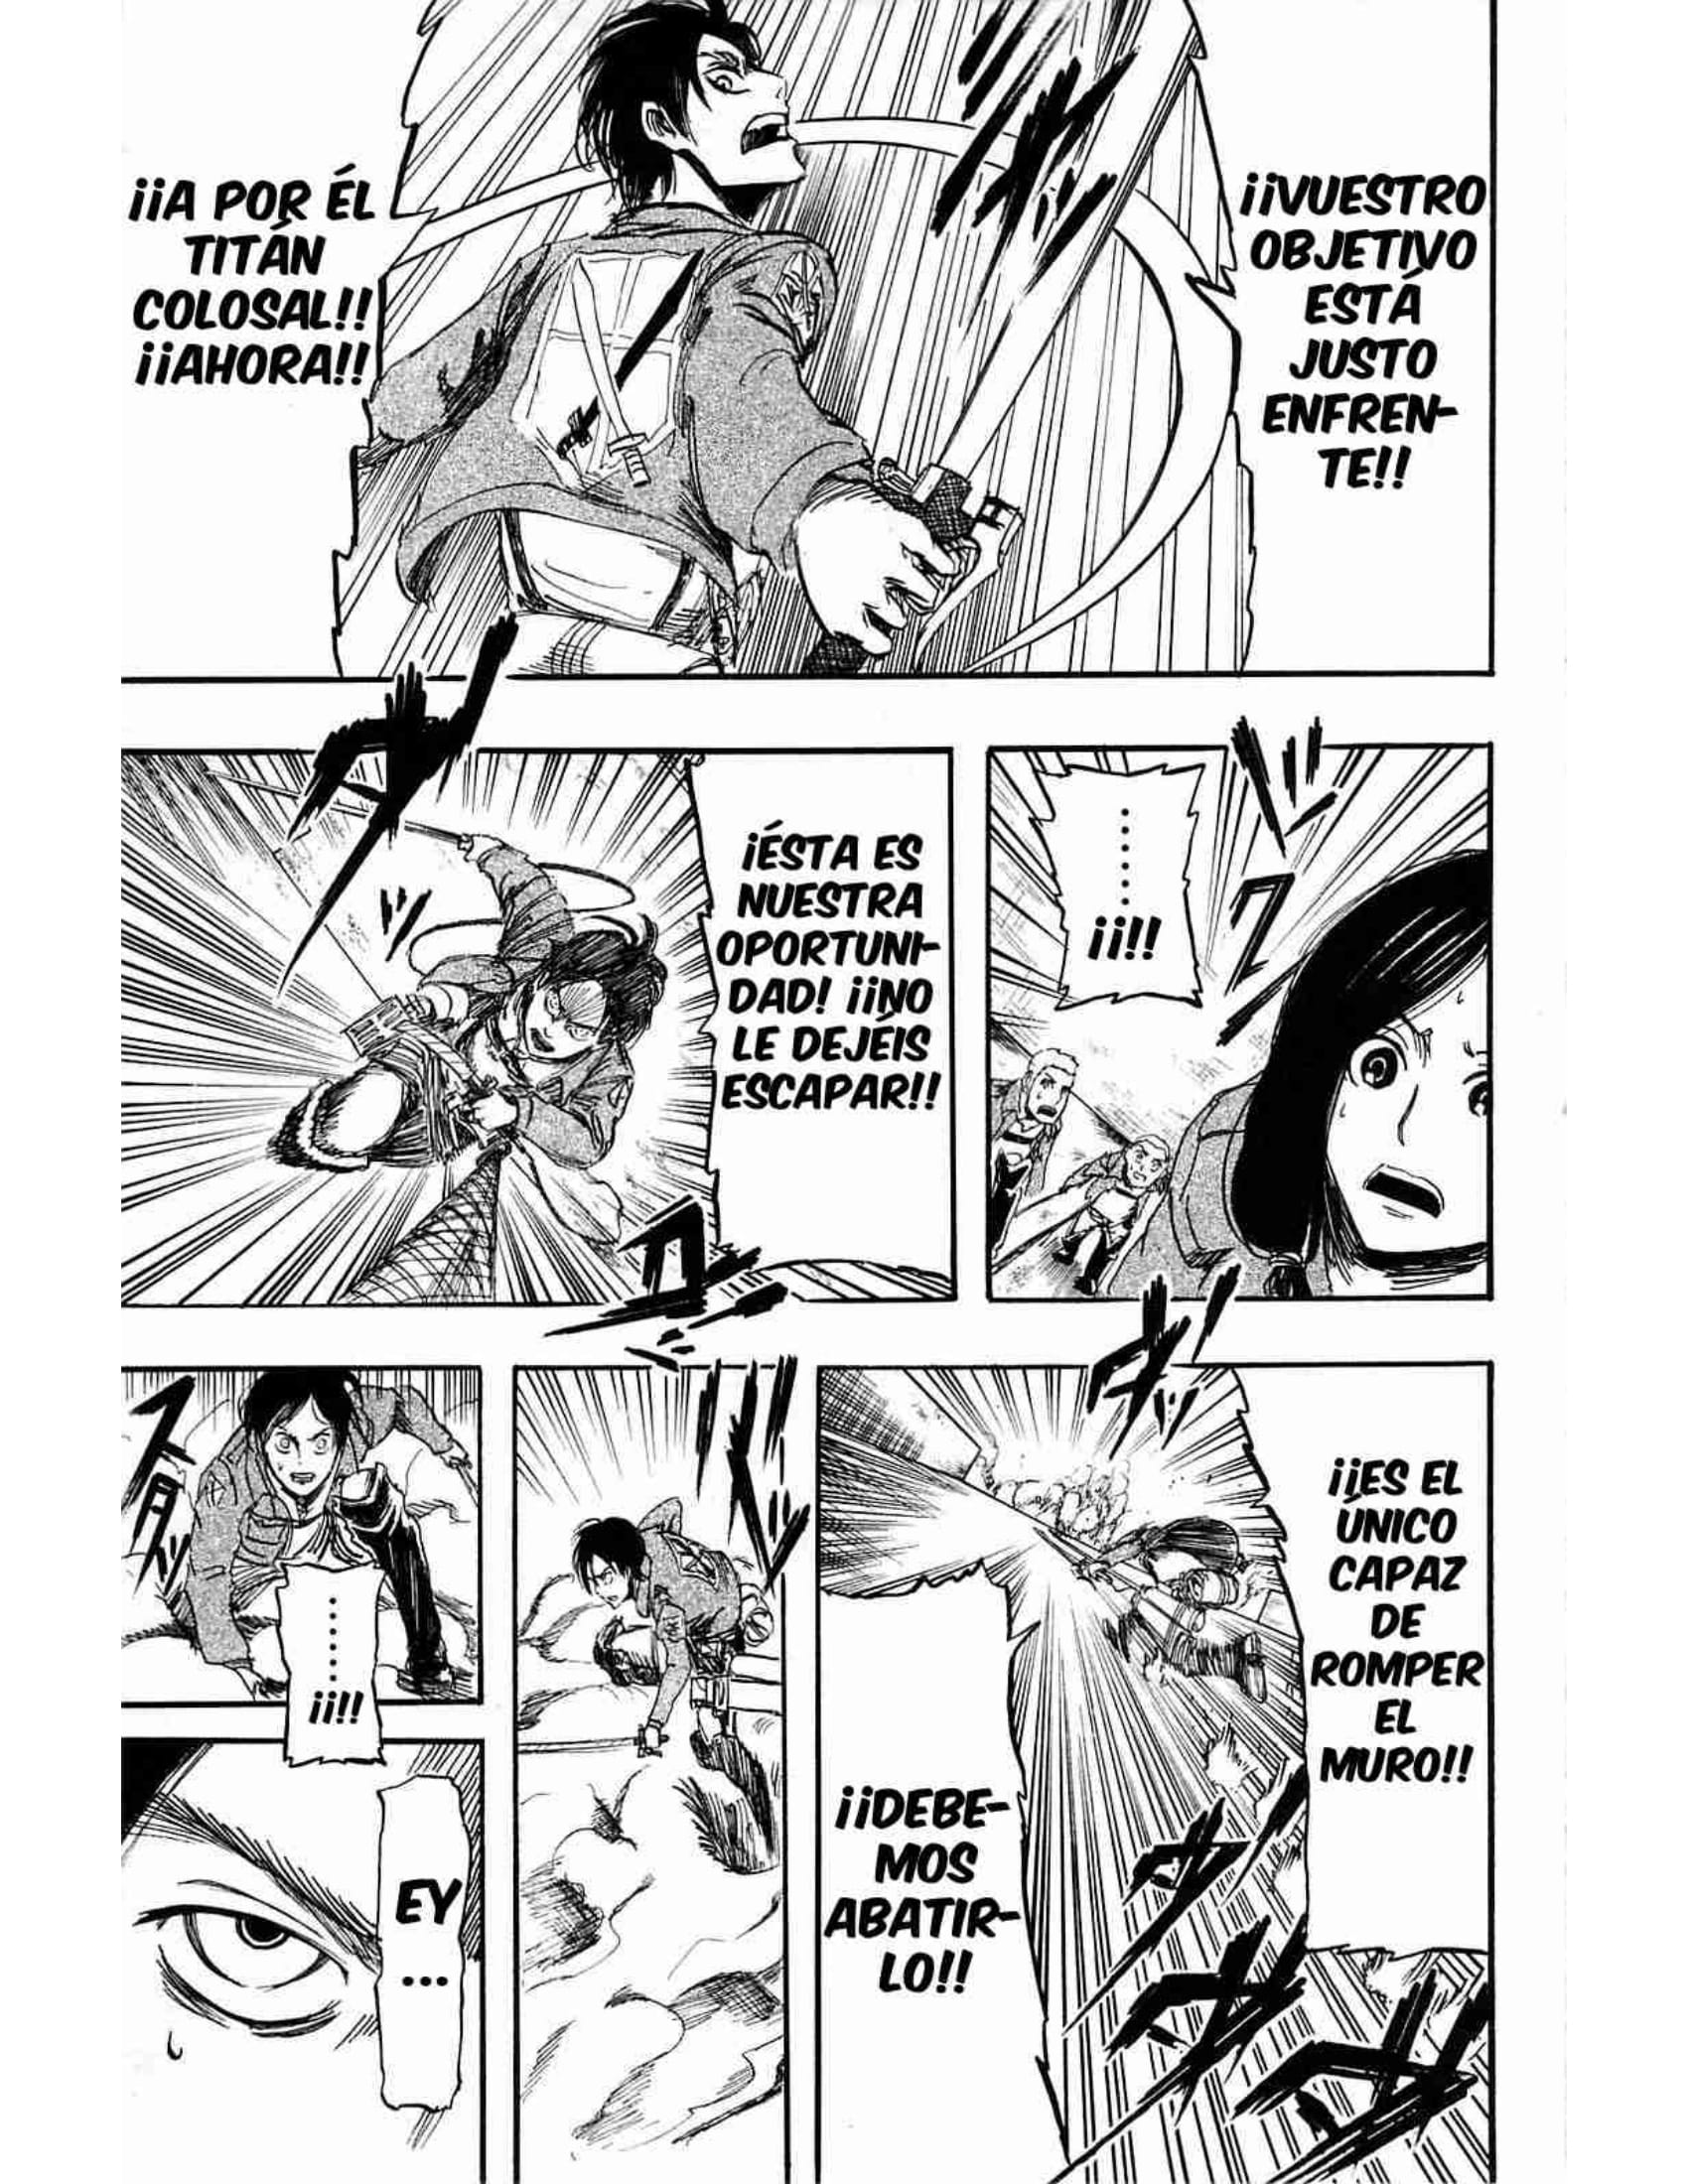 ¡¡VUESTRO
OBJETIVO
ESTÁ
JUSTO
ENFREN-
TE!!
¡¡A POR ÉL
TITÁN
COLOSAL!!
¡¡AHORA!!
......
¡¡!!
¡ÉSTA ES
NUESTRA
OPORTUNI-
DAD! ¡¡NO
LE DEJÉIS
ESCAPAR!!
¡¡ES EL
ÚNICO
CAPAZ
DE
ROMPER
EL
MURO!!
¡¡DEBE-
MOS
ABATIR-
LO!!
......
¡¡!!
EY
...